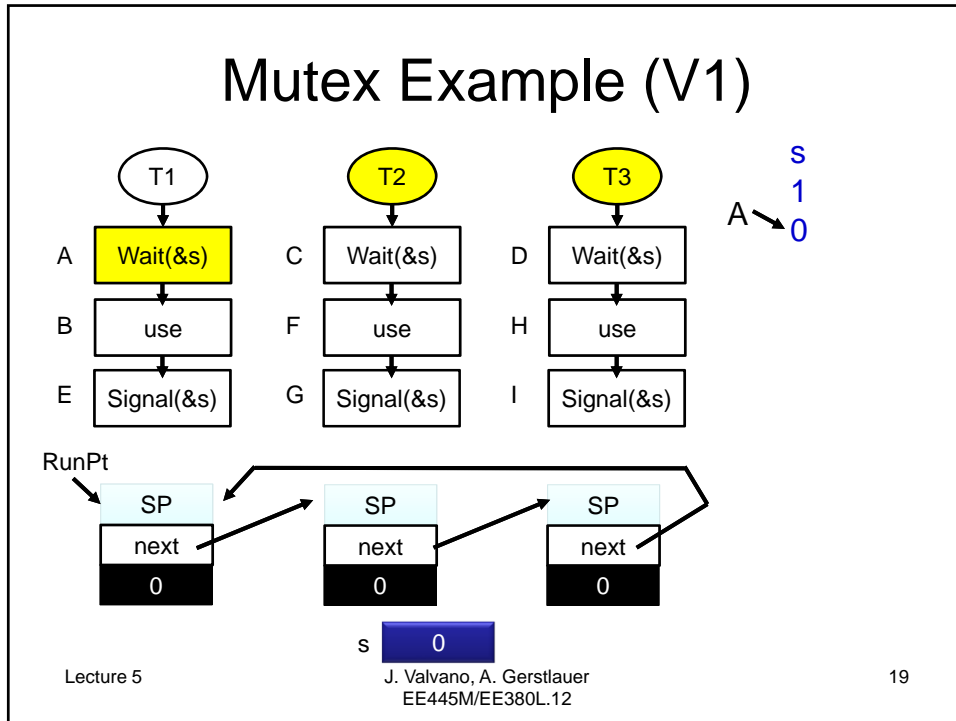 Mutex Example (V1)
T1
T2
T3
s
1
A
0
A
Wait(&s)
C
Wait(&s)
D
Wait(&s)
B
use
F
use
H
use
E
Signal(&s)
G
Signal(&s)
I
Signal(&s)
RunPt
SP
SP
SP
next
next
next
0
0
0
s
0
Lecture 5
J. Valvano, A. Gerstlauer
EE445M/EE380L.12
19